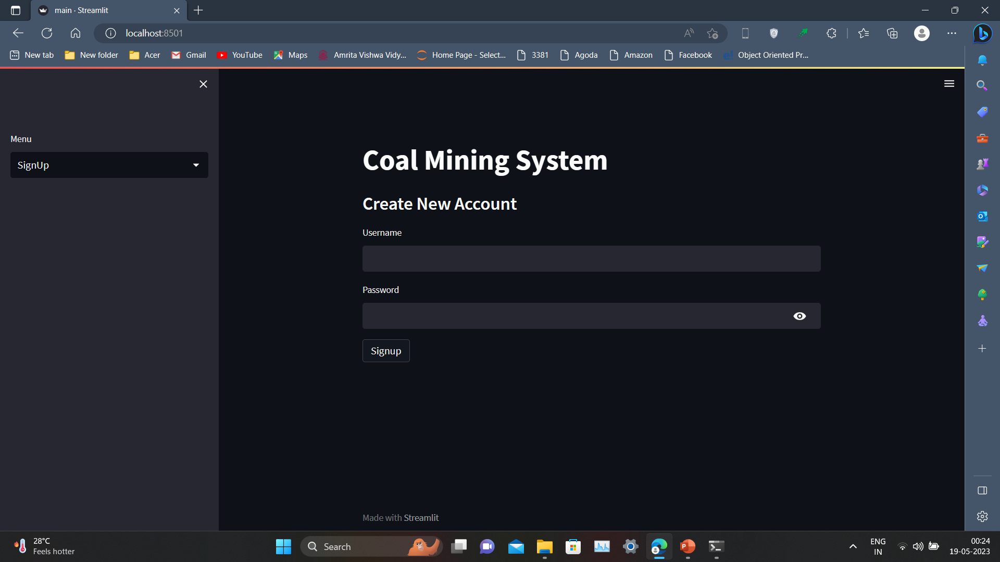 main · Streamlit
localhost:8501
New tab
New folder
Acer
Gmail
YouTube
Maps
Amrita Vishwa Vidy...
Home Page - Select...
3381
Agoda
Amazon
Facebook
Object Oriented Pr...
Menu
SignUp
Coal Mining System
Create New Account
Username
Password
Signup
Made with Streamlit
28°C
Feels hotter
Search
ENG
IN
00:24
19-05-2023